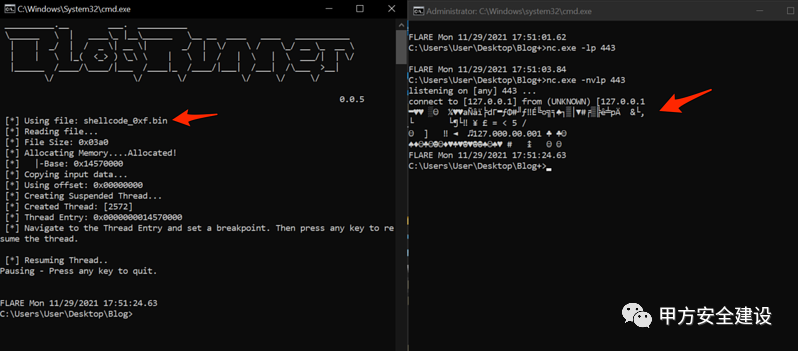 C:\Windows\System32\cmd.exe
0.0.5
[*] Using file: shellcode_0xf.bin
[*] Reading file...
[*] File Size: 0x03a0
[*] Allocating Memory....Allocated!
[*]   |-Base: 0x14570000
[*] Copying input data...
[*] Using offset: 0x00000000
[*] Creating Suspended Thread...
[*] Created Thread: [2572]
[*] Thread Entry: 0x0000000014570000
[*] Navigate to the Thread Entry and set a breakpoint. Then press any key to re
sume the thread.
[*] Resuming Thread..
Pausing - Press any key to quit.
FLARE Mon 11/29/2021 17:51:24.63
C:\Users\User\Desktop\Blog>
Administrator: C:\Windows\system32\cmd.exe
FLARE Mon 11/29/2021 17:51:01.62
C:\Users\User\Desktop\Blog+>nc.exe -lp 443
FLARE Mon 11/29/2021 17:51:03.84
C:\Users\User\Desktop\Blog+>nc.exe -nvlp 443
listening on [any] 443 ...
connect to [127.0.0.1] from (UNKNOWN) [127.0.0.1
127.000.00.001
FLARE Mon 11/29/2021 17:51:24.63
C:\Users\User\Desktop\Blog+>
甲方安全建设